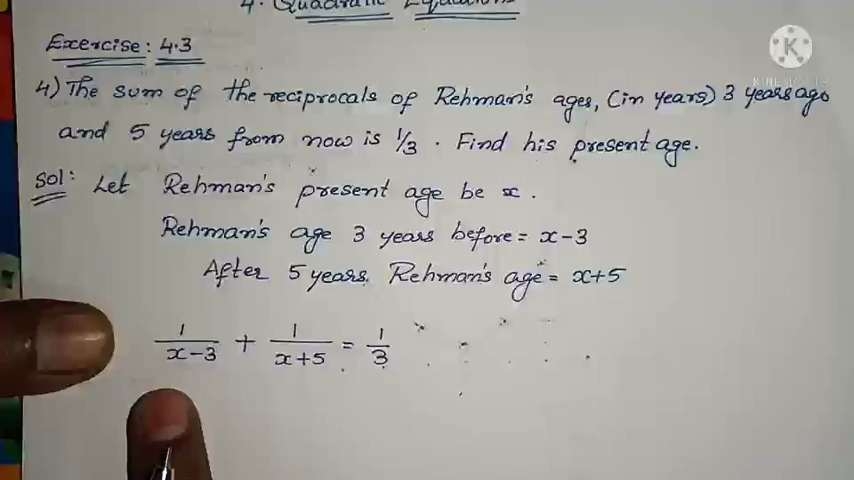 4. Quadratic Equations
Exercise: 4.3
4) The sum of the reciprocals of Rehman's ages, (in years) 3 years ago
and 5 years from now is 1/3. Find his present age.
Sol: Let Rehman's present age be x.
Rehman's age 3 years before = x-3
After 5 years. Rehman's age = x+5
1/(x-3) + 1/(x+5) = 1/3
K
KINEMASTER